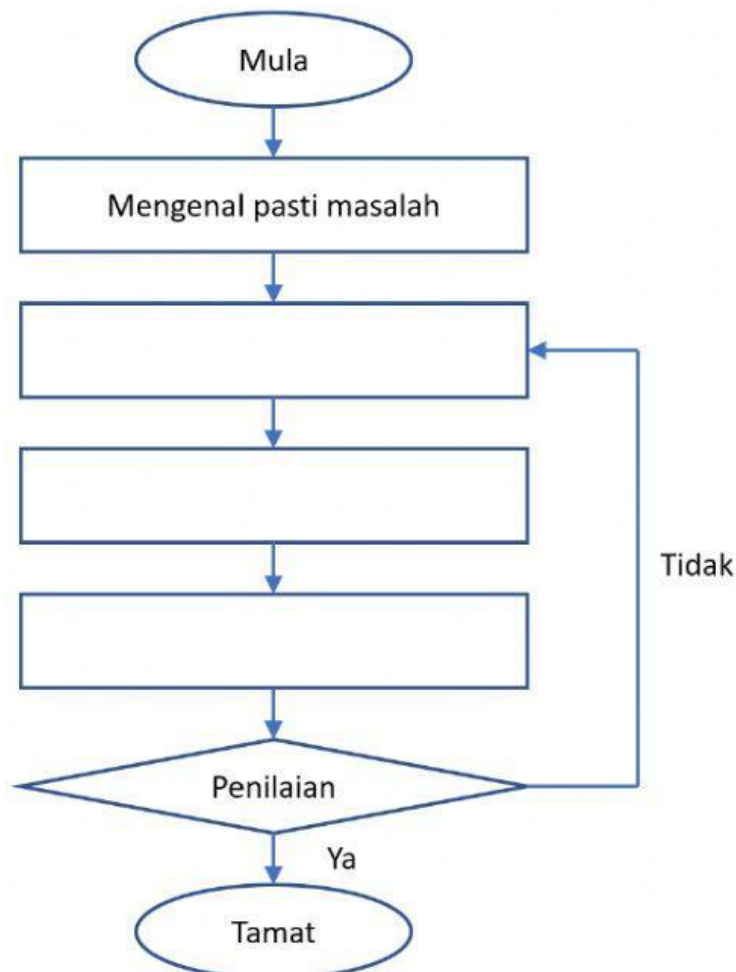 Mula
Mengenal pasti masalah
Tidak
Penilaian
Ya
Tamat